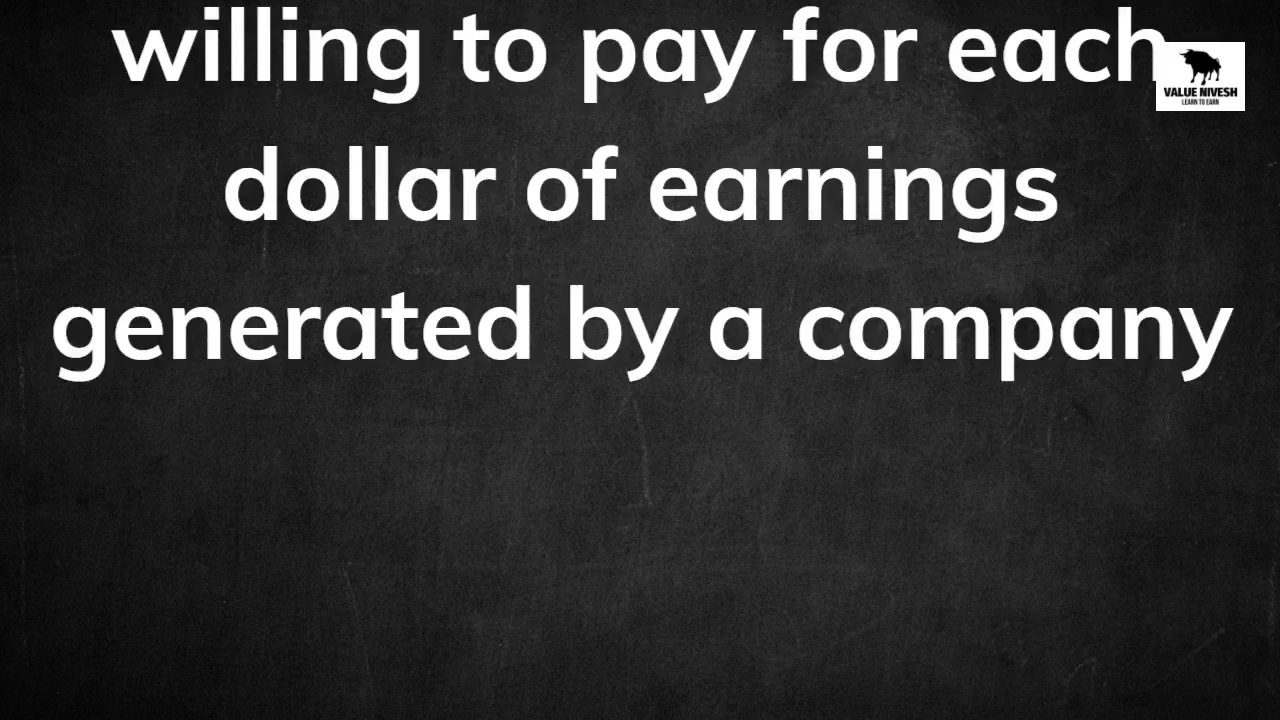 willing to pay for each
dollar of earnings
generated by a company
VALUE NIVESH
LEARN TO EARN